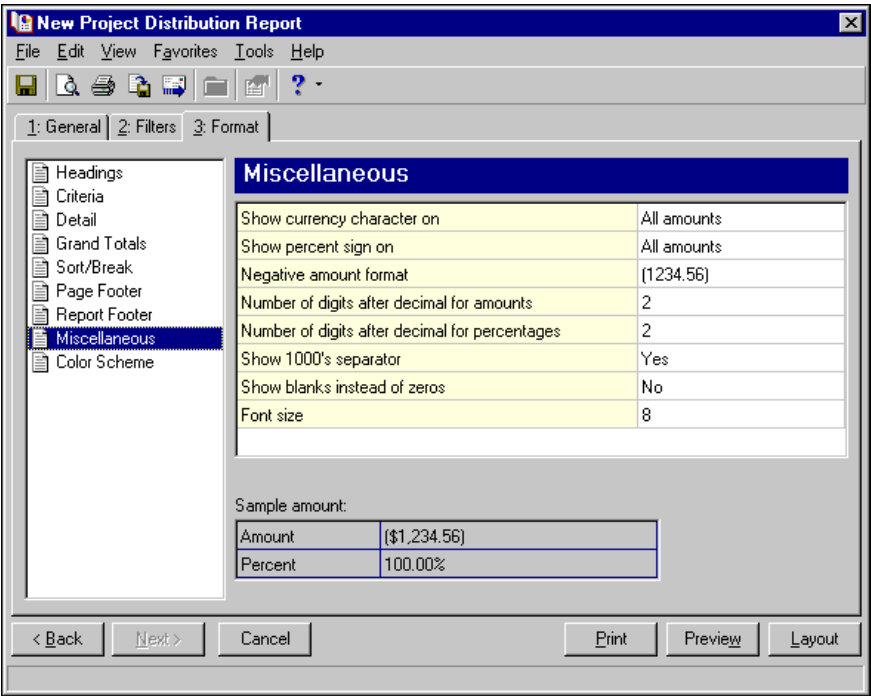 New Project Distribution Report
File Edit View Favorites Tools Help
?
1: General 2: Filters 3: Format
Headings
Criteria
Detail
Grand Totals
Sort/Break
Page Footer
Report Footer
Miscellaneous
Color Scheme
Miscellaneous
Show currency character on All amounts
Show percent sign on All amounts
Negative amount format (1234.56)
Number of digits after decimal for amounts 2
Number of digits after decimal for percentages 2
Show 1000's separator Yes
Show blanks instead of zeros No
Font size 8
Sample amount:
Amount ($1,234.56)
Percent 100.00%
< Back Next > Cancel Print Preview Layout